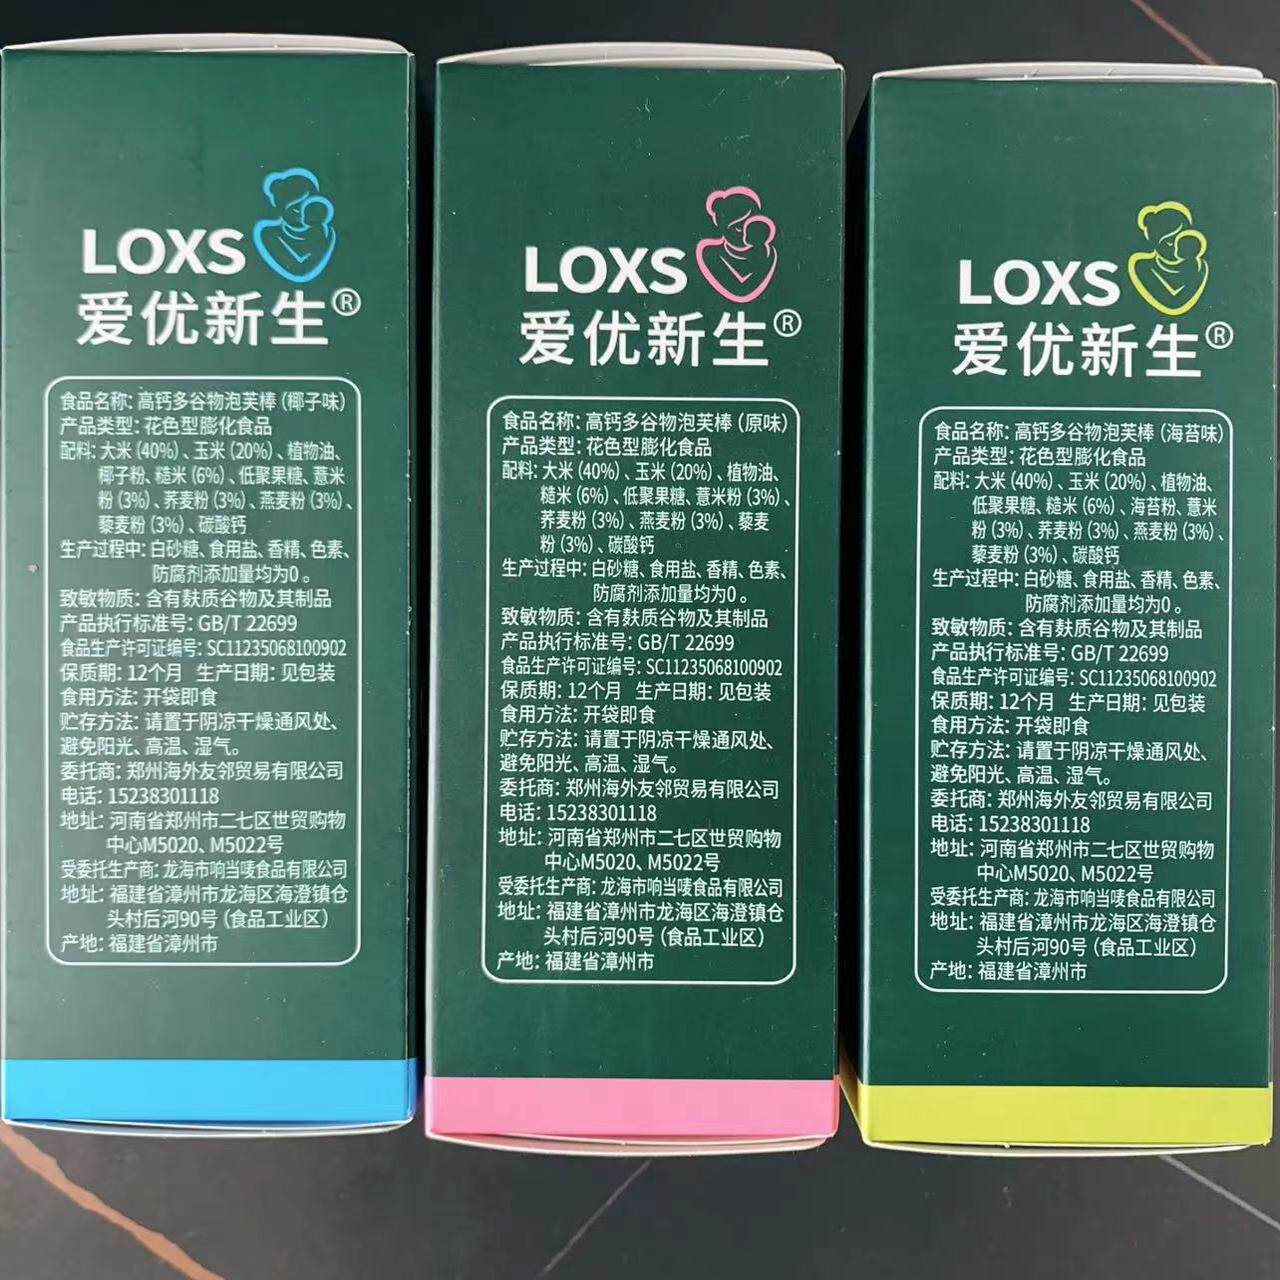 LOXS
爱优新生®
食品名称: 高钙多谷物泡芙棒 (椰子味)
产品类型: 花色型膨化食品
配料: 大米 (40%) 、玉米 (20%) 、植物油、
椰子粉、糙米 (6%) 、低聚果糖、薏米
粉 (3%) 、荞麦粉 (3%) 、燕麦粉 (3%) 、
藜麦粉 (3%) 、碳酸钙
生产过程中: 白砂糖、食用盐、香精、色素、
防腐剂添加量均为0 。
致敏物质: 含有麸质谷物及其制品
产品执行标准号: GB/T 22699
食品生产许可证编号: SC11235068100902
保质期: 12个月 生产日期: 见包装
食用方法: 开袋即食
贮存方法: 请置于阴凉干燥通风处、
避免阳光、高温、湿气。
委托商: 郑州海外友邻贸易有限公司
电话: 15238301118
地址: 河南省郑州市二七区世贸购物
中心M5020、M5022号
受委托生产商: 龙海市响当唛食品有限公司
地址: 福建省漳州市龙海区海澄镇仓
头村后河90号 (食品工业区)
产地: 福建省漳州市
LOXS
爱优新生®
食品名称: 高钙多谷物泡芙棒 (原味)
产品类型: 花色型膨化食品
配料: 大米 (40%) 、玉米 (20%) 、植物油、
糙米 (6%) 、低聚果糖、薏米粉 (3%) 、
荞麦粉 (3%) 、燕麦粉 (3%) 、藜麦
粉 (3%) 、碳酸钙
生产过程中: 白砂糖、食用盐、香精、色素、
防腐剂添加量均为0 。
致敏物质: 含有麸质谷物及其制品
产品执行标准号: GB/T 22699
食品生产许可证编号: SC11235068100902
保质期: 12个月 生产日期: 见包装
食用方法: 开袋即食
贮存方法: 请置于阴凉干燥通风处、
避免阳光、高温、湿气。
委托商: 郑州海外友邻贸易有限公司
电话: 15238301118
地址: 河南省郑州市二七区世贸购物
中心M5020、M5022号
受委托生产商: 龙海市响当唛食品有限公司
地址: 福建省漳州市龙海区海澄镇仓
头村后河90号 (食品工业区)
产地: 福建省漳州市
LOXS
爱优新生®
食品名称: 高钙多谷物泡芙棒 (海苔味)
产品类型: 花色型膨化食品
配料: 大米 (40%) 、玉米 (20%) 、植物油、
低聚果糖、糙米 (6%) 、海苔粉、薏米
粉 (3%) 、荞麦粉 (3%) 、燕麦粉 (3%) 、
藜麦粉 (3%) 、碳酸钙
生产过程中: 白砂糖、食用盐、香精、色素、
防腐剂添加量均为0 。
致敏物质: 含有麸质谷物及其制品
产品执行标准号: GB/T 22699
食品生产许可证编号: SC11235068100902
保质期: 12个月 生产日期: 见包装
食用方法: 开袋即食
贮存方法: 请置于阴凉干燥通风处、
避免阳光、高温、湿气。
委托商: 郑州海外友邻贸易有限公司
电话: 15238301118
地址: 河南省郑州市二七区世贸购物
中心M5020、M5022号
受委托生产商: 龙海市响当唛食品有限公司
地址: 福建省漳州市龙海区海澄镇仓
头村后河90号 (食品工业区)
产地: 福建省漳州市